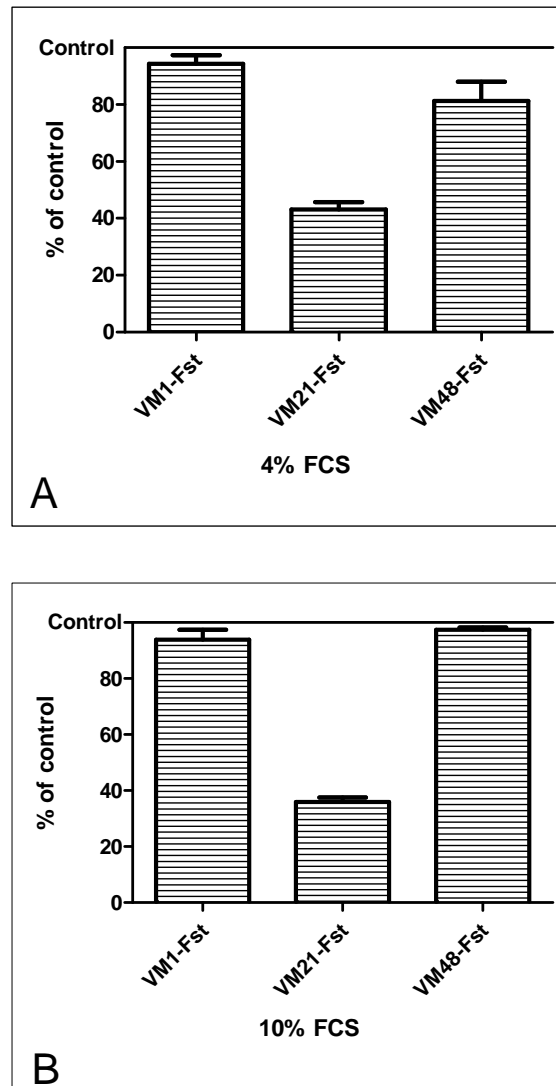 Control
80
60
40
20
0
% of control
VM1-Fst
VM21-Fst
VM48-Fst
4% FCS
A
Control
80
60
40
20
0
% of control
VM1-Fst
VM21-Fst
VM48-Fst
10% FCS
B